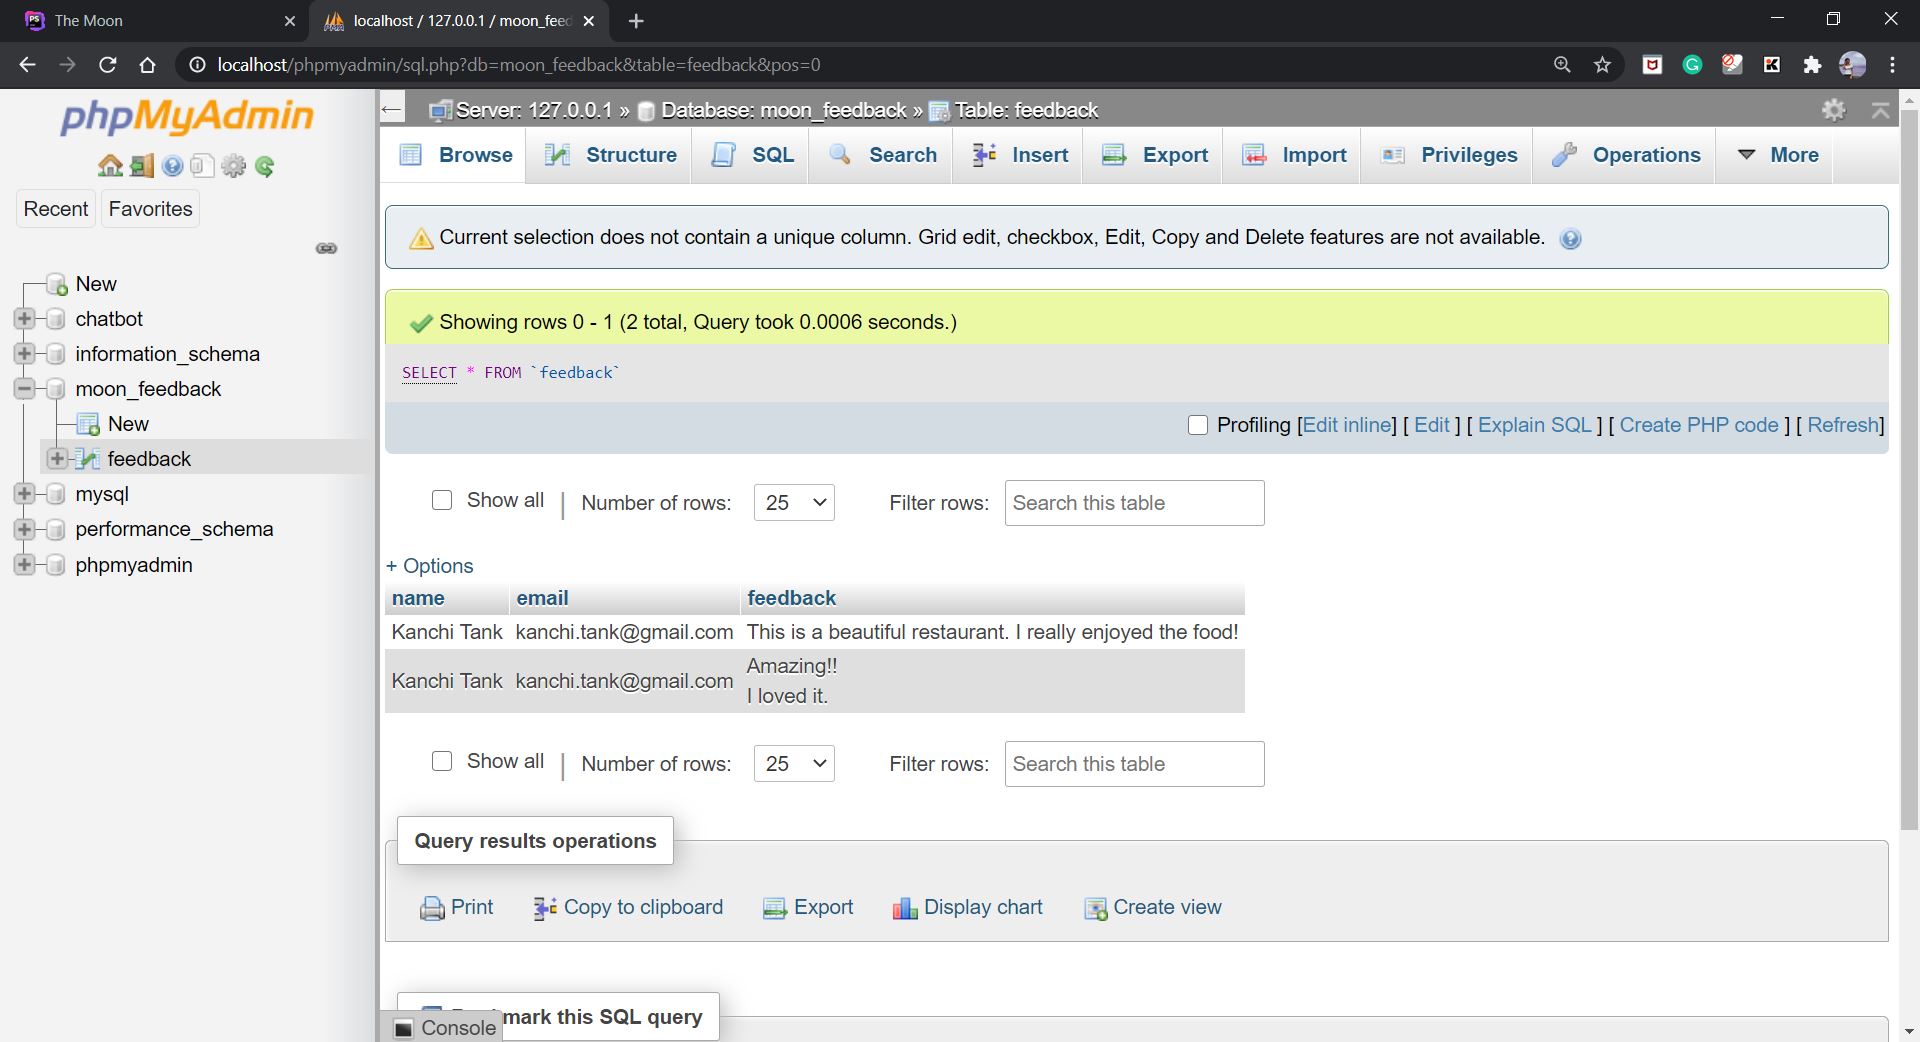 The Moon
localhost / 127.0.0.1 / moon_feed
localhost/phpmyadmin/sql.php?db=moon_feedback&table=feedback&pos=0
phpMyAdmin
Recent
Favorites
New
chatbot
information_schema
moon_feedback
New
feedback
mysql
performance_schema
phpmyadmin
Server: 127.0.0.1 » Database: moon_feedback » Table: feedback
Browse Structure SQL Search Insert Export Import Privileges Operations More
Current selection does not contain a unique column. Grid edit, checkbox, Edit, Copy and Delete features are not available.
Showing rows 0 - 1 (2 total, Query took 0.0006 seconds.)
SELECT * FROM `feedback`
Profiling [Edit inline] [ Edit ] [ Explain SQL ] [ Create PHP code ] [ Refresh]
Show all | Number of rows: 25 Filter rows: Search this table
+ Options
name email feedback
Kanchi Tank kanchi.tank@gmail.com This is a beautiful restaurant. I really enjoyed the food!
Kanchi Tank kanchi.tank@gmail.com Amazing!!
I loved it.
Show all | Number of rows: 25 Filter rows: Search this table
Query results operations
Print Copy to clipboard Export Display chart Create view
mark this SQL query
Console